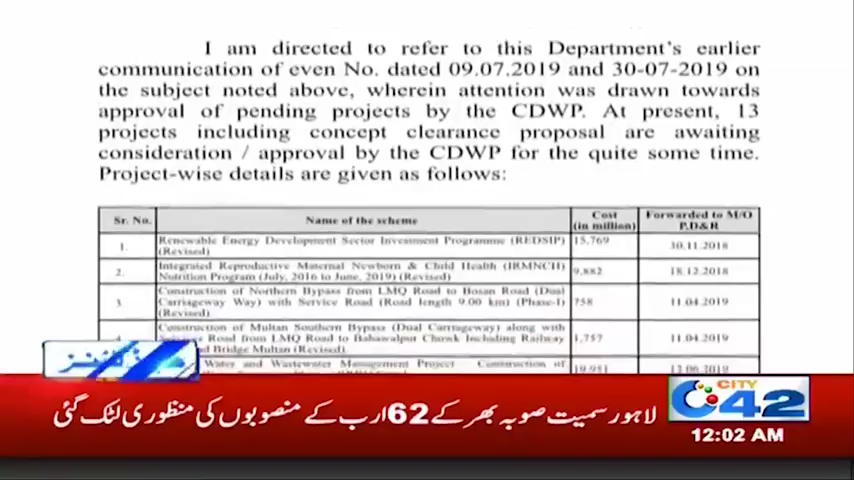 I am directed to refer to this Department's earlier
communication of even No. dated 09.07.2019 and 30-07-2019 on
the subject noted above, wherein attention was drawn towards
approval of pending projects by the CDWP. At present, 13
projects including concept clearance proposal are awaiting
consideration / approval by the CDWP for the quite some time.
Project-wise details are given as follows:
Sr. No. Name of the scheme Cost (in million) Forwarded to M/O P.D&R
1. Renewable Energy Development Sector Investment Programme (REDSIP) 15,769 30.11.2018
(Revised)
2. Integrated Reproductive Maternal Newborn & Child Health (IRMNCH) 9,882 18.12.2018
Nutrition Program (July, 2016 to June, 2019) (Revised)
3 Construction of Northern Bypass from LMQ Road to Bosan Road (Dual 758 11.04.2019
Carriageway Way) with Service Road (Road length 9.00 km) (Phase-I)
(Revised)
Construction of Multan Southern Bypass (Dual Carriageway) along with 1,757 11.04.2019
Road from LMQ Road to Bahawalpur Chowk Including Railway
Bridge Multan (Revised)
Water and Wastewater Management Project Construction of 19,951 12.06.2019
ہیڈلائنز
لاہور سمیت صوبہ بھر کے 62 ارب کے منصوبوں کی منظوری لٹک گئی
CITY
42
12:02 AM